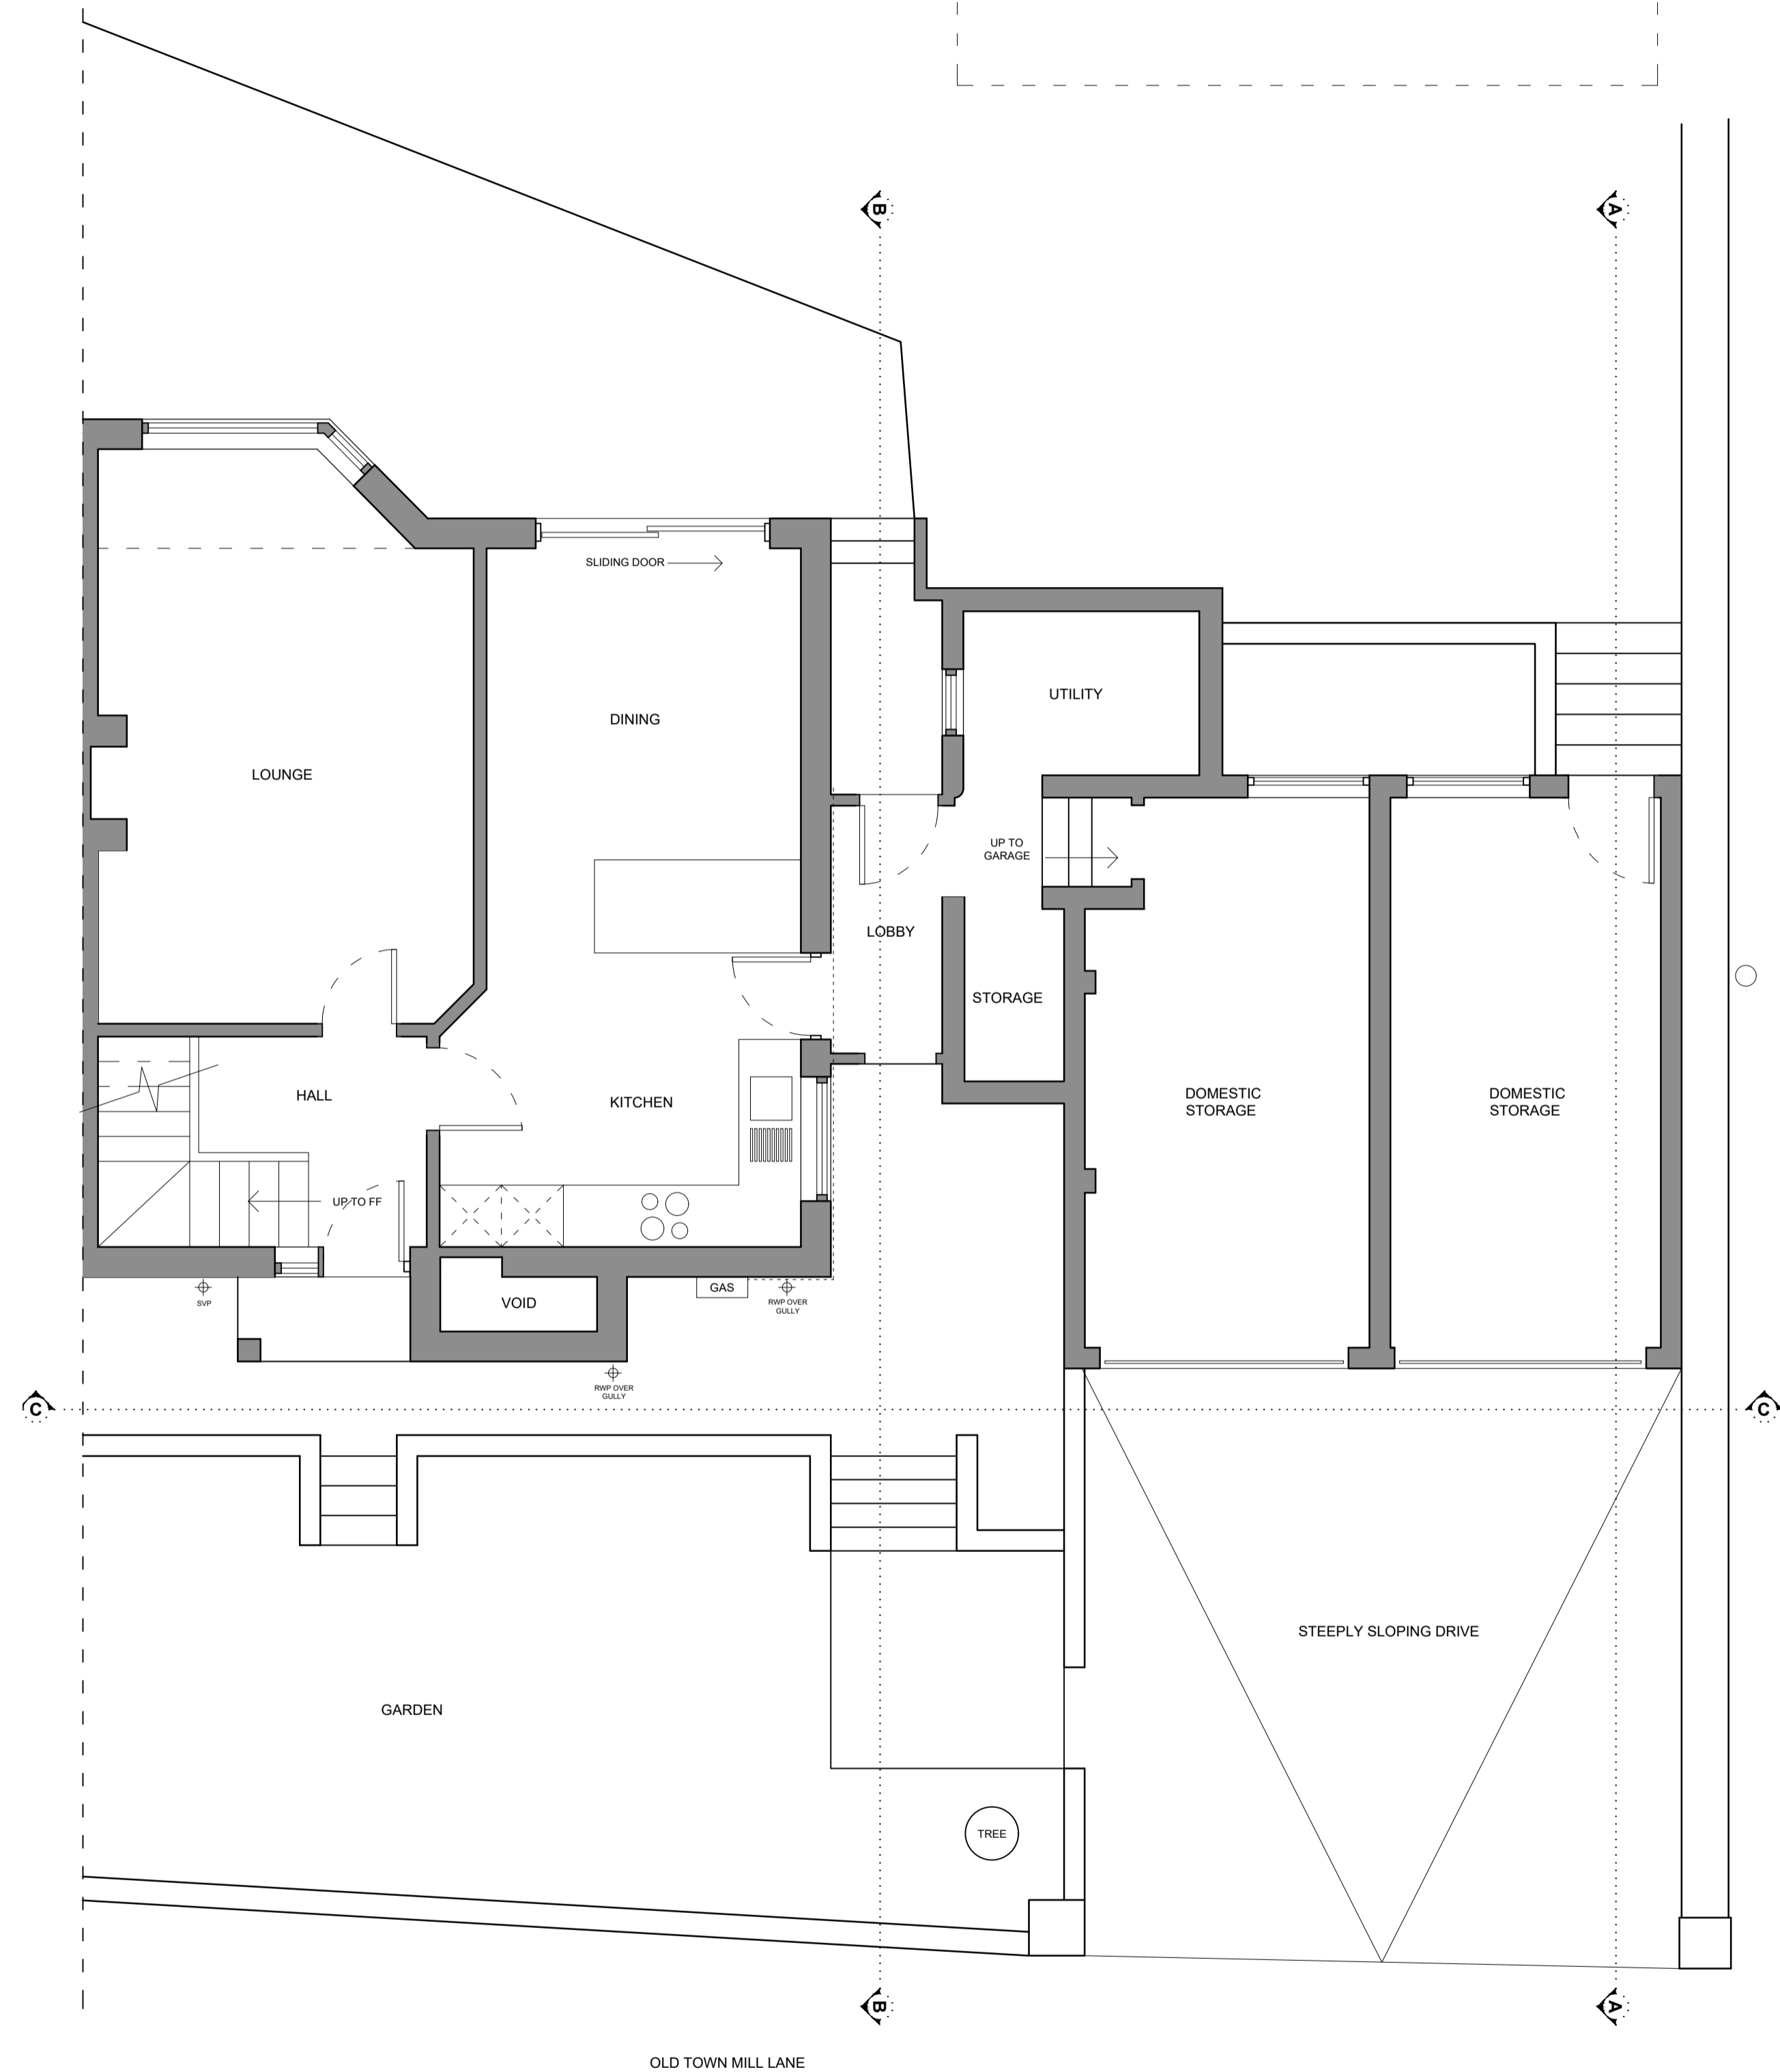 B
A
SLIDING DOOR
UTILITY
DINING
LOUNGE
UP TO
GARAGE
LOBBY
STORAGE
DOMESTIC
STORAGE
DOMESTIC
STORAGE
HALL
KITCHEN
UP TO FF
GAS
VOID
SVP
RWP OVER
GULLY
RWP OVER
GULLY
C
C
STEEPLY SLOPING DRIVE
GARDEN
TREE
B
A
OLD TOWN MILL LANE